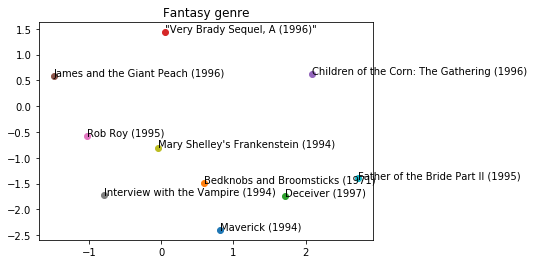 Fantasy genre
1.5
"Very Brady Sequel, A (1996)"
1.0
James and the Giant Peach (1996)
Children of the Corn: The Gathering (1996)
0.5
0.0
−0.5
Rob Roy (1995)
Mary Shelley's Frankenstein (1994)
−1.0
−1.5
Bedknobs and Broomsticks (1971)
Father of the Bride Part II (1995)
Interview with the Vampire (1994)
Deceiver (1997)
−2.0
Maverick (1994)
−2.5
−1 0 1 2